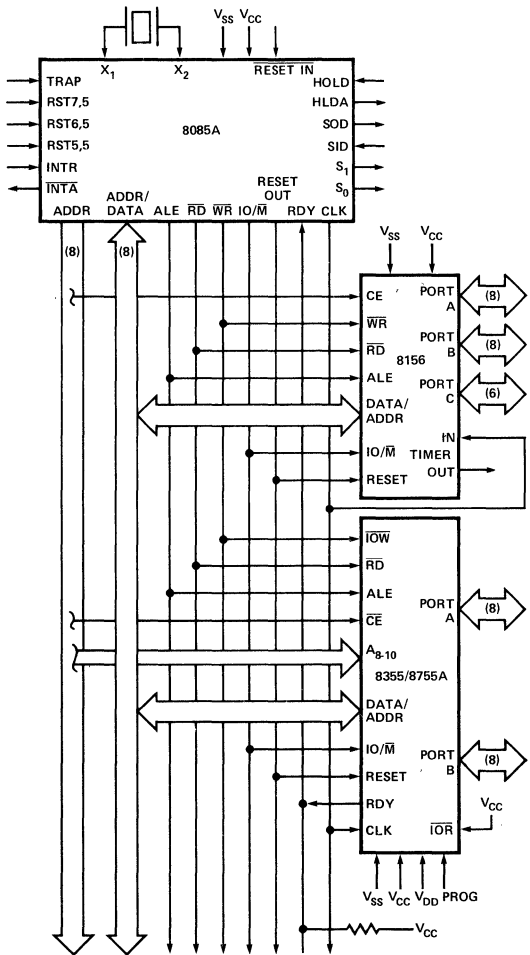 VSS VCC
X1 X2 RESET IN
TRAP HOLD
RST7,5 HLDA
RST6,5 8085A SOD
RST5,5 SID
INTR S1
INTA S0
ADDR ADDR/DATA ALE RD WR IO/M RESET OUT RDY CLK
(8) (8)
VSS VCC
CE PORT A (8)
WR
RD 8156 PORT B (8)
ALE
DATA/ADDR PORT C (6)
IN
IO/M TIMER
RESET OUT
IOW
RD
ALE PORT A (8)
CE
A8-10
8355/8755A
DATA/ADDR
IO/M PORT B (8)
RESET
RDY VCC
CLK IOR
VSS VCC VDD PROG
VCC